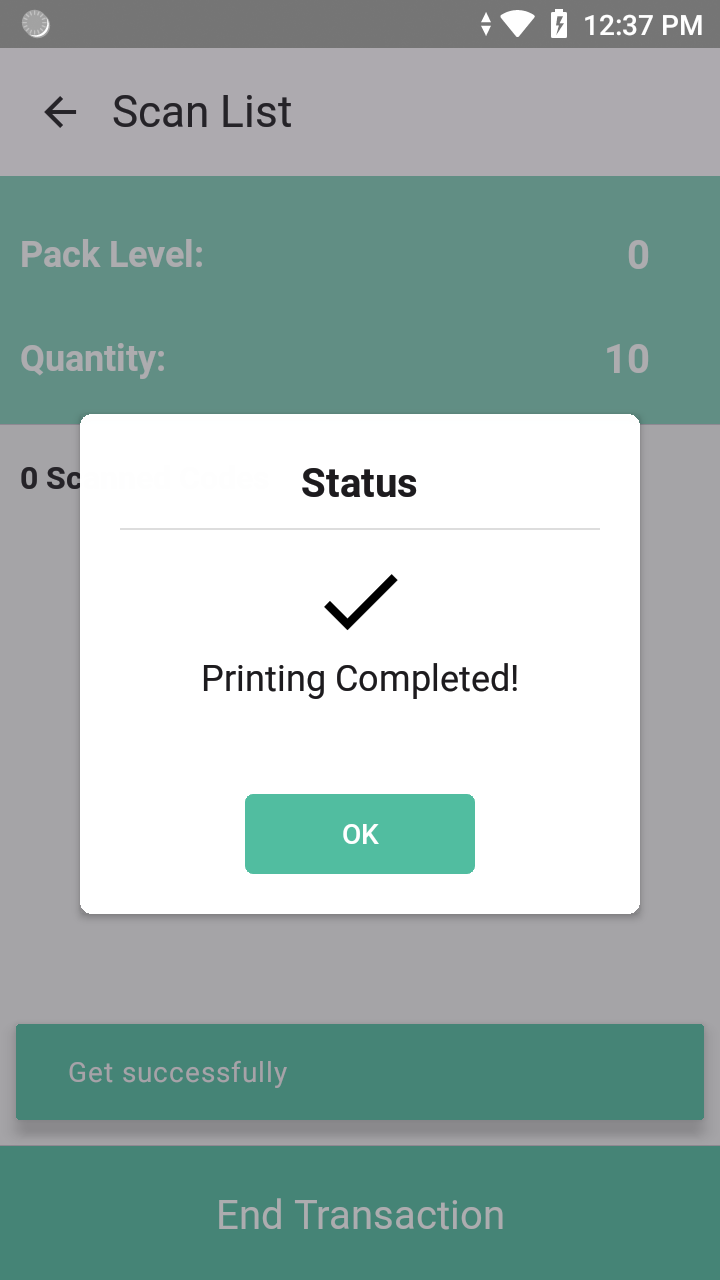 12:37 PM
Scan List
Pack Level: 0
Quantity: 10
0 Sc
Status
Printing Completed!
OK
Get successfully
End Transaction